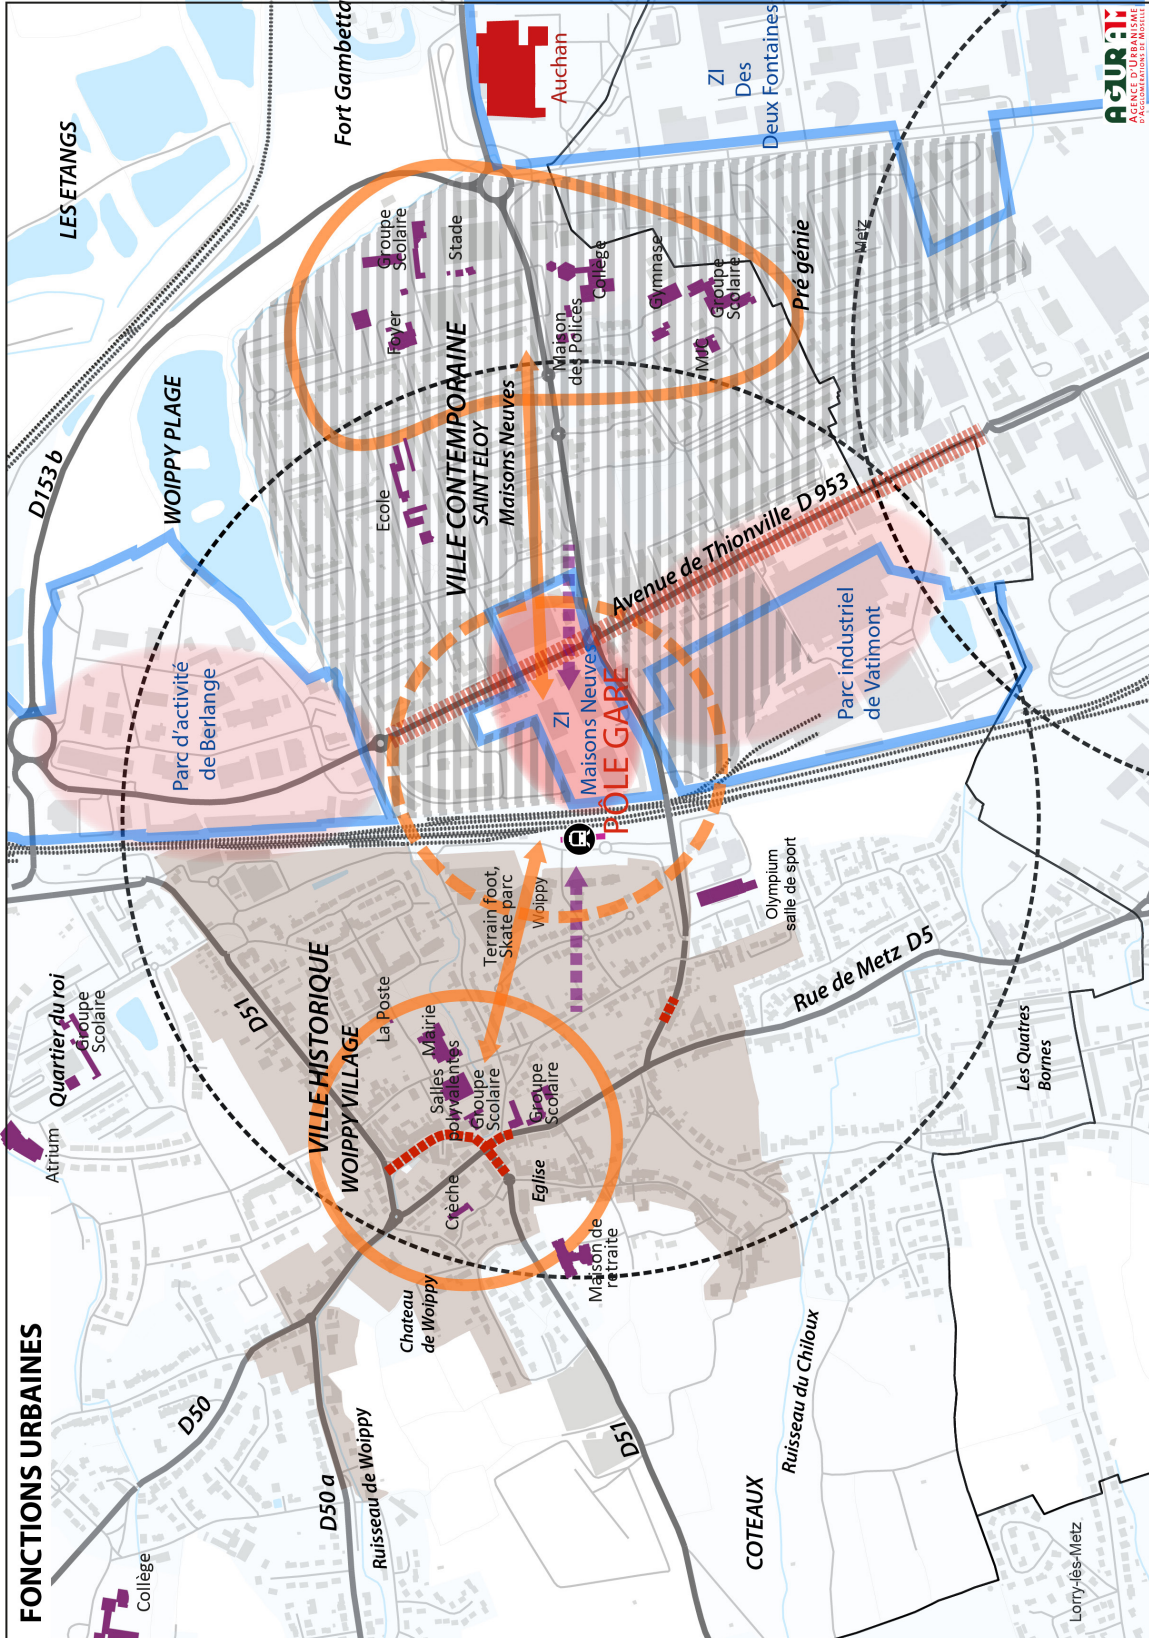 FONCTIONS URBAINES
LES ETANGS
Fort Gambetta
Auchan
ZI
Des
Deux Fontaines
AGURAM
AGENCE D'URBANISME
D'AGGLOMÉRATIONS DE MOSELLE
D153 b
WOIPPY PLAGE
Groupe
Scolaire
Stade
Foyer
Ecole
VILLE CONTEMPORAINE
SAINT ELOY
Maisons Neuves
Maison
des Polices
Collège
Gymnase
Groupe
Scolaire
MJC
Pré génie
Metz
Avenue de Thionville D 953
Parc d'activité
de Berlange
ZI
Maisons Neuves
PÔLE GARE
Parc industriel
de Vatimont
Quartier du roi
Groupe
Scolaire
Atrium
D51
VILLE HISTORIQUE
WOIPPY VILLAGE
La Poste
Mairie
Salles
polyvalentes
Groupe
Scolaire
Groupe
Scolaire
Terrain foot,
Skate parc
Woippy
Olympium
salle de sport
Rue de Metz D5
Les Quatres
Bornes
Crèche
Eglise
Maison de
retraite
Chateau
de Woippy
D50
D50 a
Ruisseau de Woippy
D51
Ruisseau du Chiloux
COTEAUX
Collège
Lorry-lès-Metz